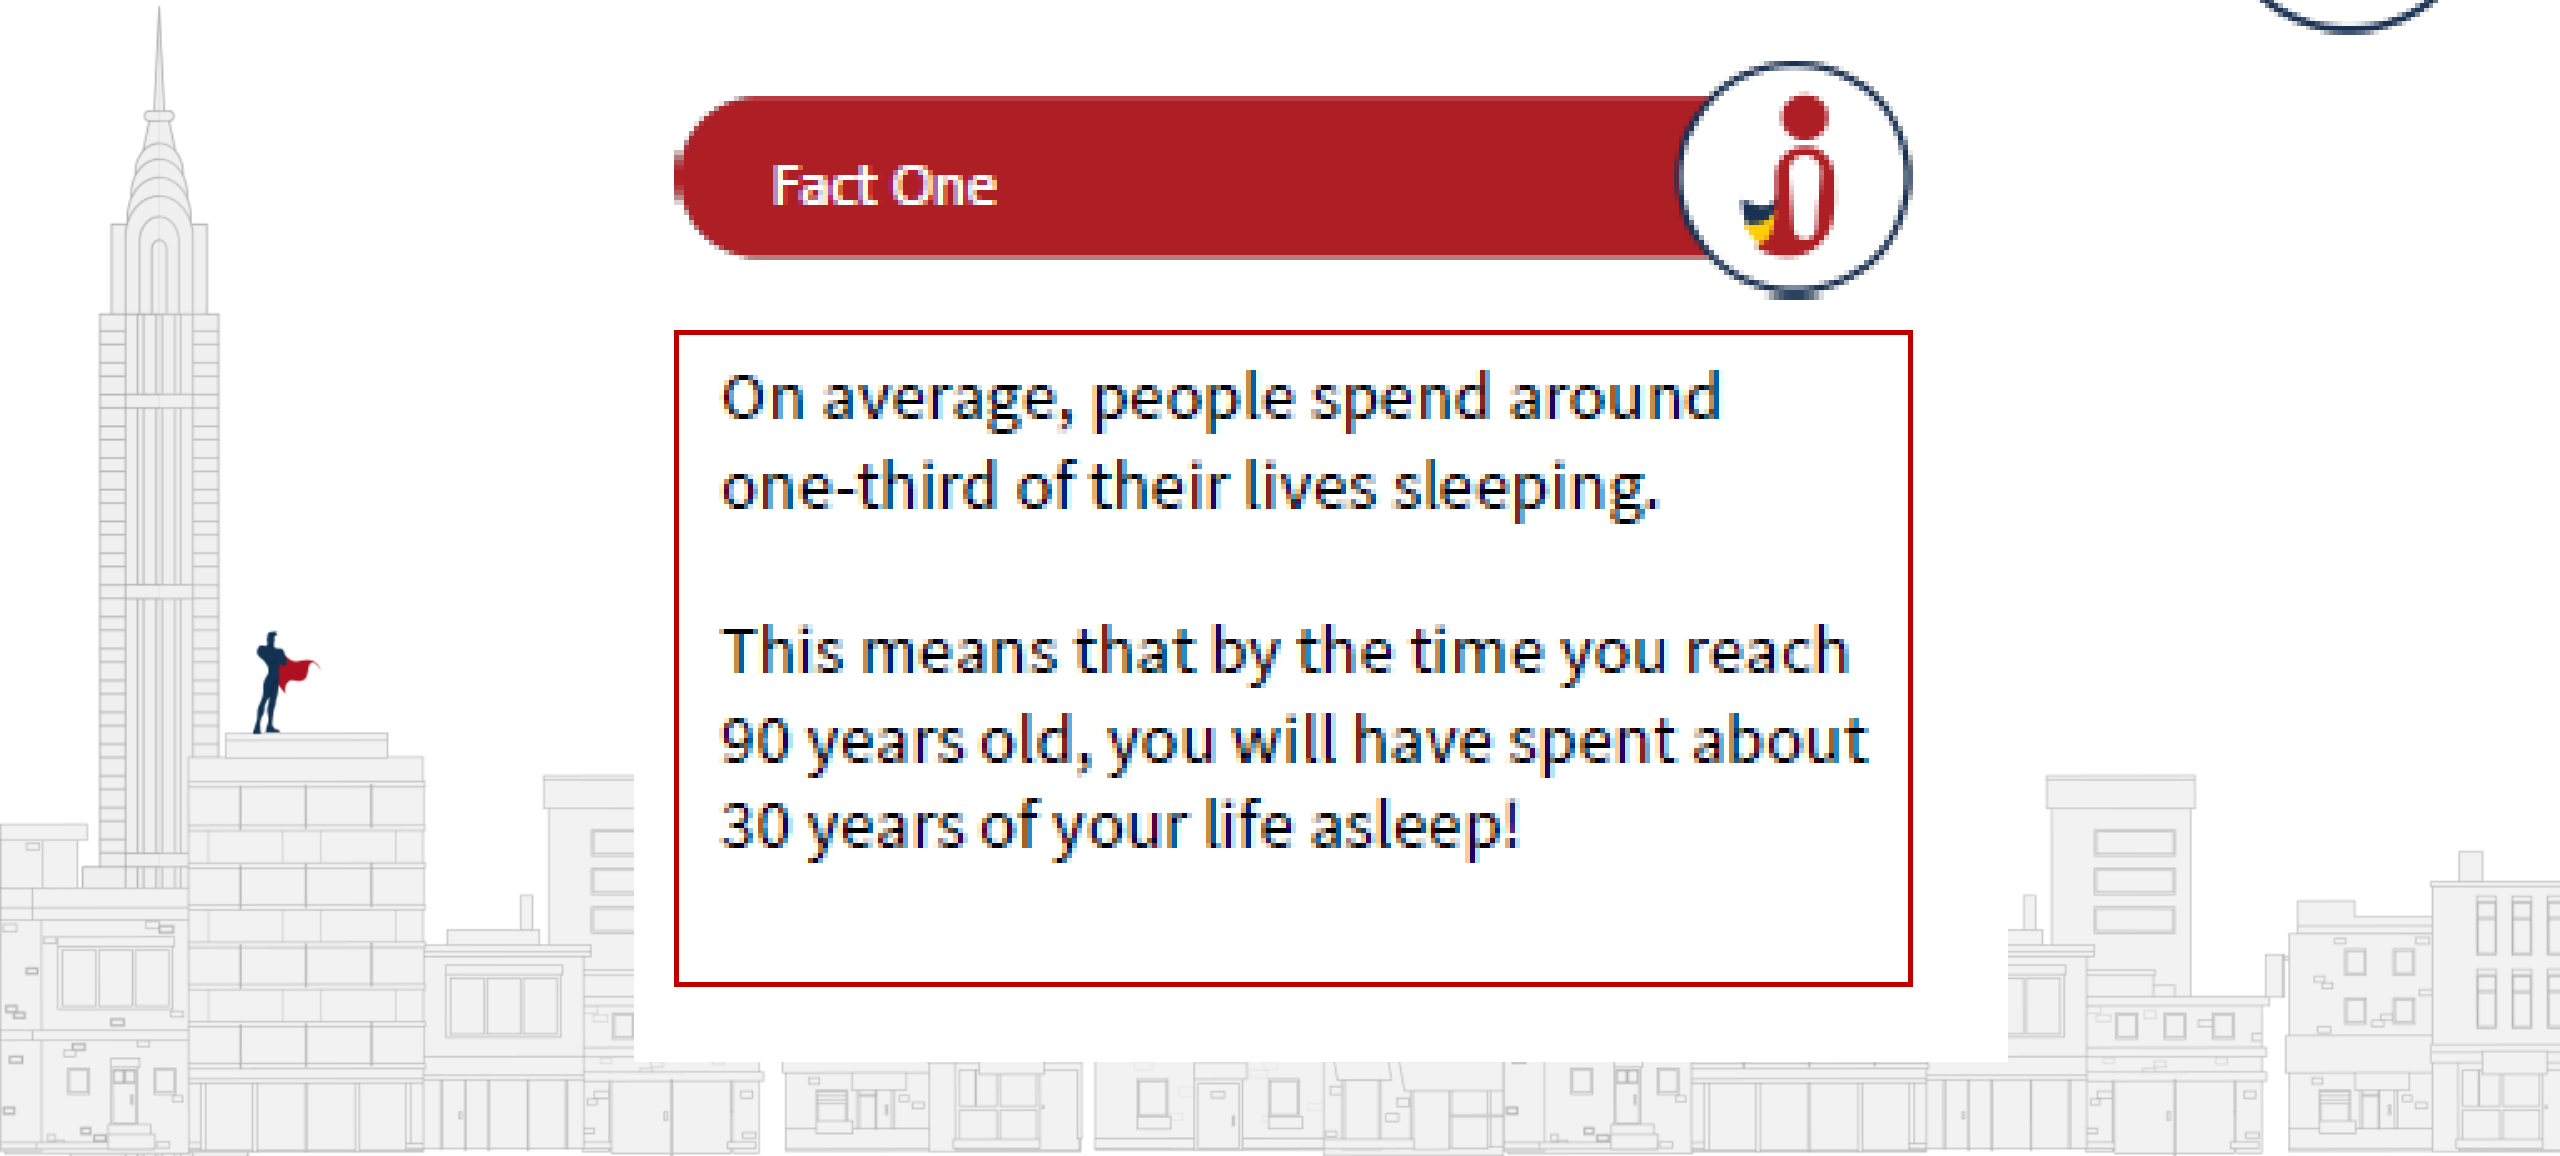 Fact One
On average, people spend around
one-third of their lives sleeping.
This means that by the time you reach
90 years old, you will have spent about
30 years of your life asleep!